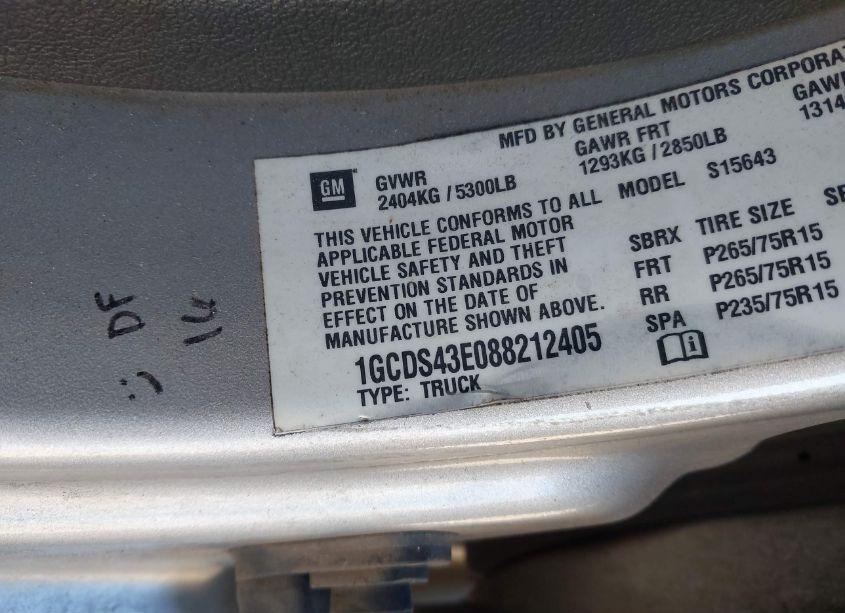 MFD BY GENERAL MOTORS CORPORAT
GM
GVWR
2404KG / 5300LB
GAWR FRT
1293KG / 2850LB
GAWR
1314
THIS VEHICLE CONFORMS TO ALL
APPLICABLE FEDERAL MOTOR
VEHICLE SAFETY AND THEFT
PREVENTION STANDARDS IN
EFFECT ON THE DATE OF
MANUFACTURE SHOWN ABOVE.
1GCDS43E088212405
TYPE: TRUCK
MODEL S15643
SBRX TIRE SIZE
FRT P265/75R15
RR P265/75R15
SPA P235/75R15
DF
:)